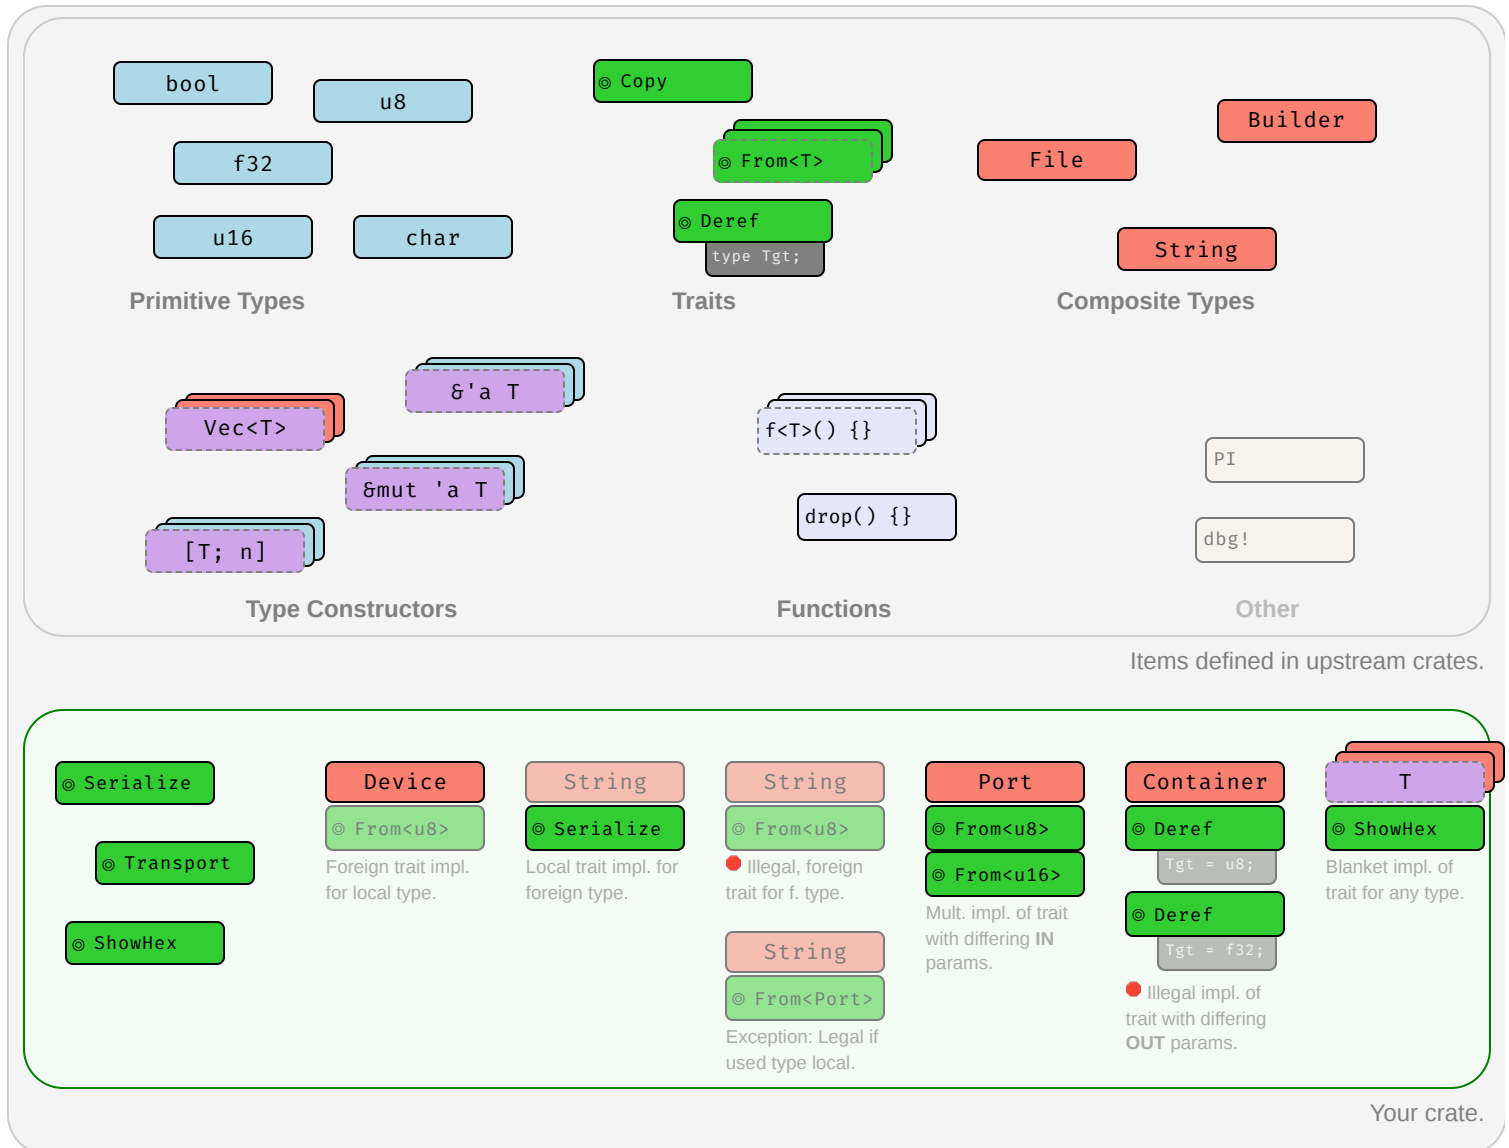 bool
u8
f32
u16
char
Primitive Types
◎ Copy
◎ From<T>
◎ Deref
type Tgt;
Traits
Builder
File
String
Composite Types
&'a T
Vec<T>
&mut 'a T
[T; n]
Type Constructors
f<T>() {}
drop() {}
Functions
PI
dbg!
Other
Items defined in upstream crates.
◎ Serialize
◎ Transport
◎ ShowHex
Device
◎ From<u8>
Foreign trait impl.
for local type.
String
◎ Serialize
Local trait impl. for
foreign type.
String
◎ From<u8>
🛑 Illegal, foreign
trait for f. type.
String
◎ From<Port>
Exception: Legal if
used type local.
Port
◎ From<u8>
◎ From<u16>
Mult. impl. of trait
with differing IN
params.
Container
◎ Deref
Tgt = u8;
◎ Deref
Tgt = f32;
🛑 Illegal impl. of
trait with differing
OUT params.
T
◎ ShowHex
Blanket impl. of
trait for any type.
Your crate.